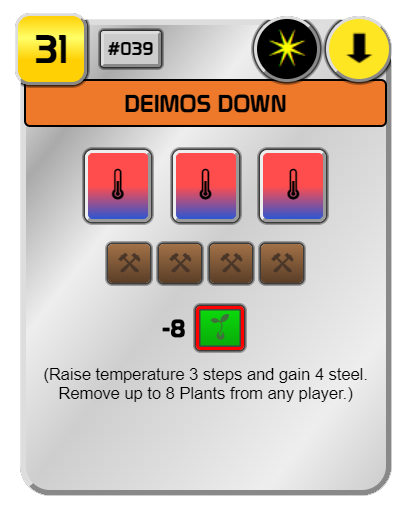 31 #039
DEIMOS DOWN
-8
(Raise temperature 3 steps and gain 4 steel.
Remove up to 8 Plants from any player.)